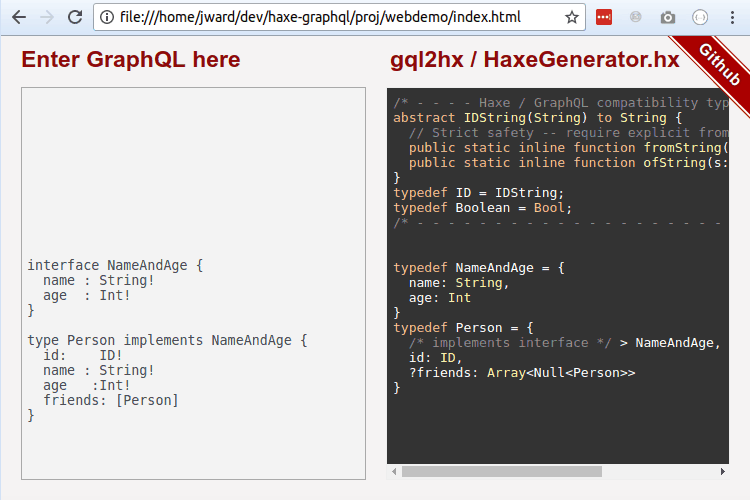 file:///home/jward/dev/haxe-graphql/proj/webdemo/index.html
Enter GraphQL here
gql2hx / HaxeGenerator.hx
Github
interface NameAndAge {
  name : String!
  age  : Int!
}
type Person implements NameAndAge {
  id:    ID!
  name : String!
  age   :Int!
  friends: [Person]
}
/* - - - - Haxe / GraphQL compatibility typ
abstract IDString(String) to String {
  // Strict safety -- require explicit from
  public static inline function fromString(
  public static inline function ofString(s:
}
typedef ID = IDString;
typedef Boolean = Bool;
/* - - - - - - - - - - - - - - - - - - - - -
typedef NameAndAge = {
  name: String,
  age: Int
}
typedef Person = {
  /* implements interface */ > NameAndAge,
  id: ID,
  ?friends: Array<Null<Person>>
}